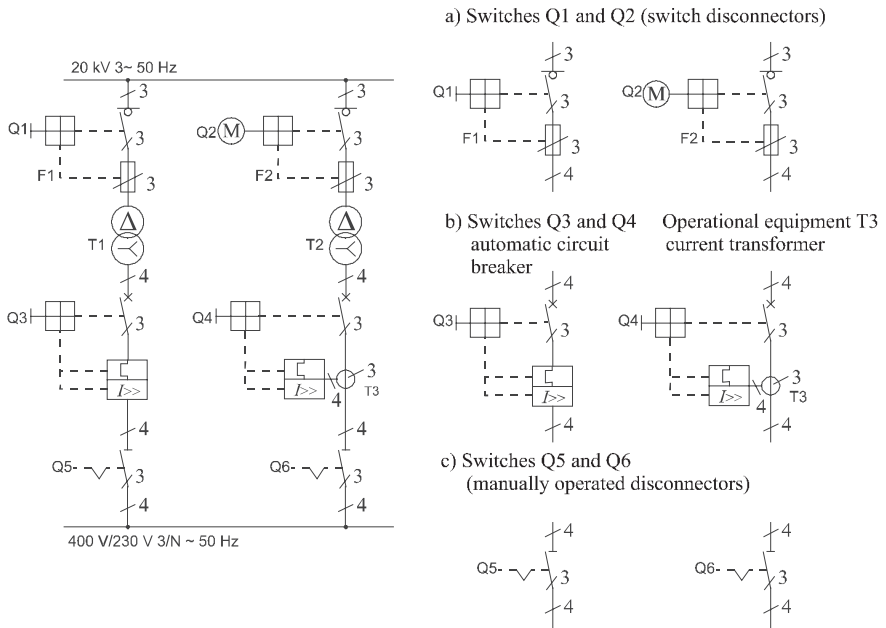 20 kV 3~ 50 Hz
3
3
Q1
3
Q2 M
3
F1
3
F2
3
Δ
Δ
T1
T2
4
4
Q3
3
Q4
3
I>>
I>>
3
4
T3
4
4
Q5
3
Q6
3
4
4
400 V/230 V 3/N ~ 50 Hz
a) Switches Q1 and Q2 (switch disconnectors)
3
3
Q1
3
Q2 M
3
F1
3
F2
3
4
4
b) Switches Q3 and Q4
automatic circuit
breaker
Operational equipment T3
current transformer
4
4
Q3
3
Q4
3
I>>
I>>
3
4
T3
4
c) Switches Q5 and Q6
(manually operated disconnectors)
4
4
Q5
3
Q6
3
4
4